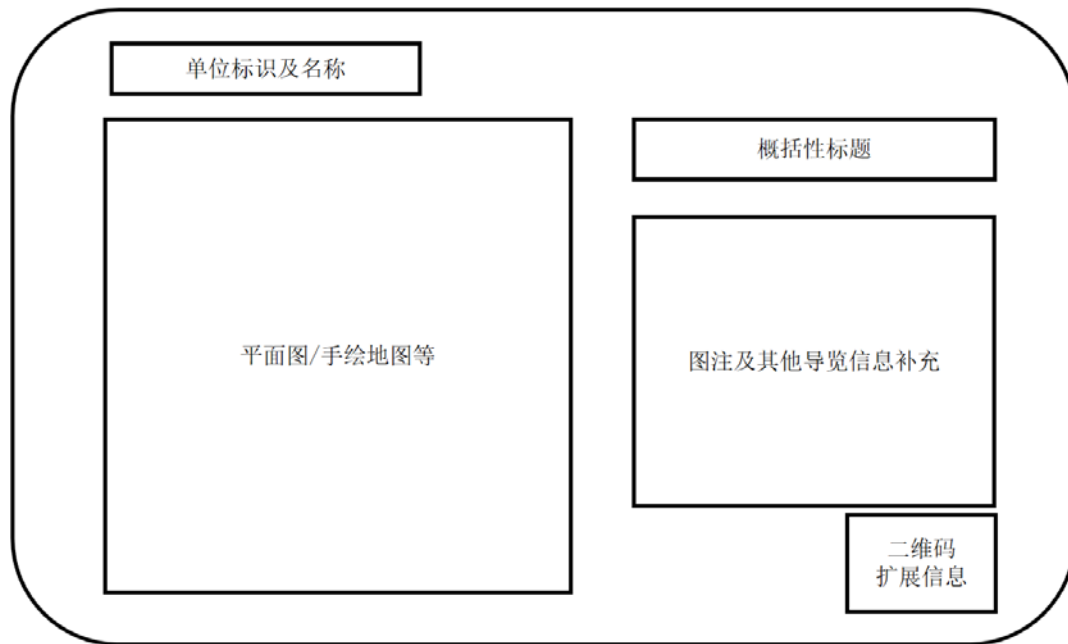 单位标识及名称
概括性标题
平面图/手绘地图等
图注及其他导览信息补充
二维码
扩展信息